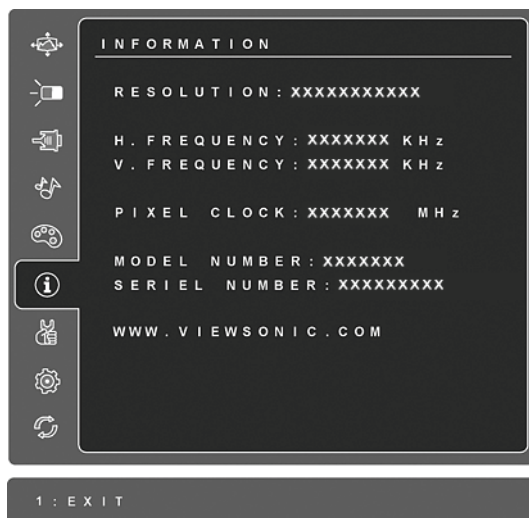 INFORMATION
RESOLUTION: XXXXXXXXXXX
H. FREQUENCY: XXXXXXX KHz
V. FREQUENCY: XXXXXXX KHz
PIXEL CLOCK: XXXXXXX MHz
MODEL NUMBER: XXXXXXX
SERIEL NUMBER: XXXXXXXXX
WWW.VIEWSONIC.COM
1: EXIT